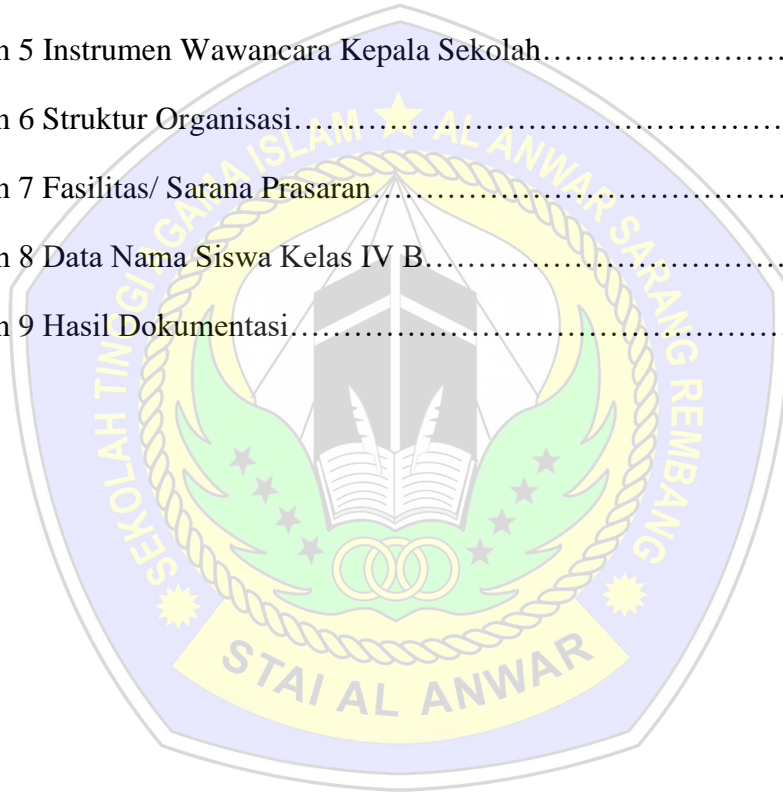 n 5 Instrumen Wawancara Kepala Sekolah……………………
n 6 Struktur Organisasi……………………………………………
n 7 Fasilitas/ Sarana Prasaran……………………………………
n 8 Data Nama Siswa Kelas IV B………………………………
n 9 Hasil Dokumentasi……………………………………………
SEKOLAH TINGGI AGAMA ISLAM AL ANWAR SARANG REMBANG
STAI AL ANWAR